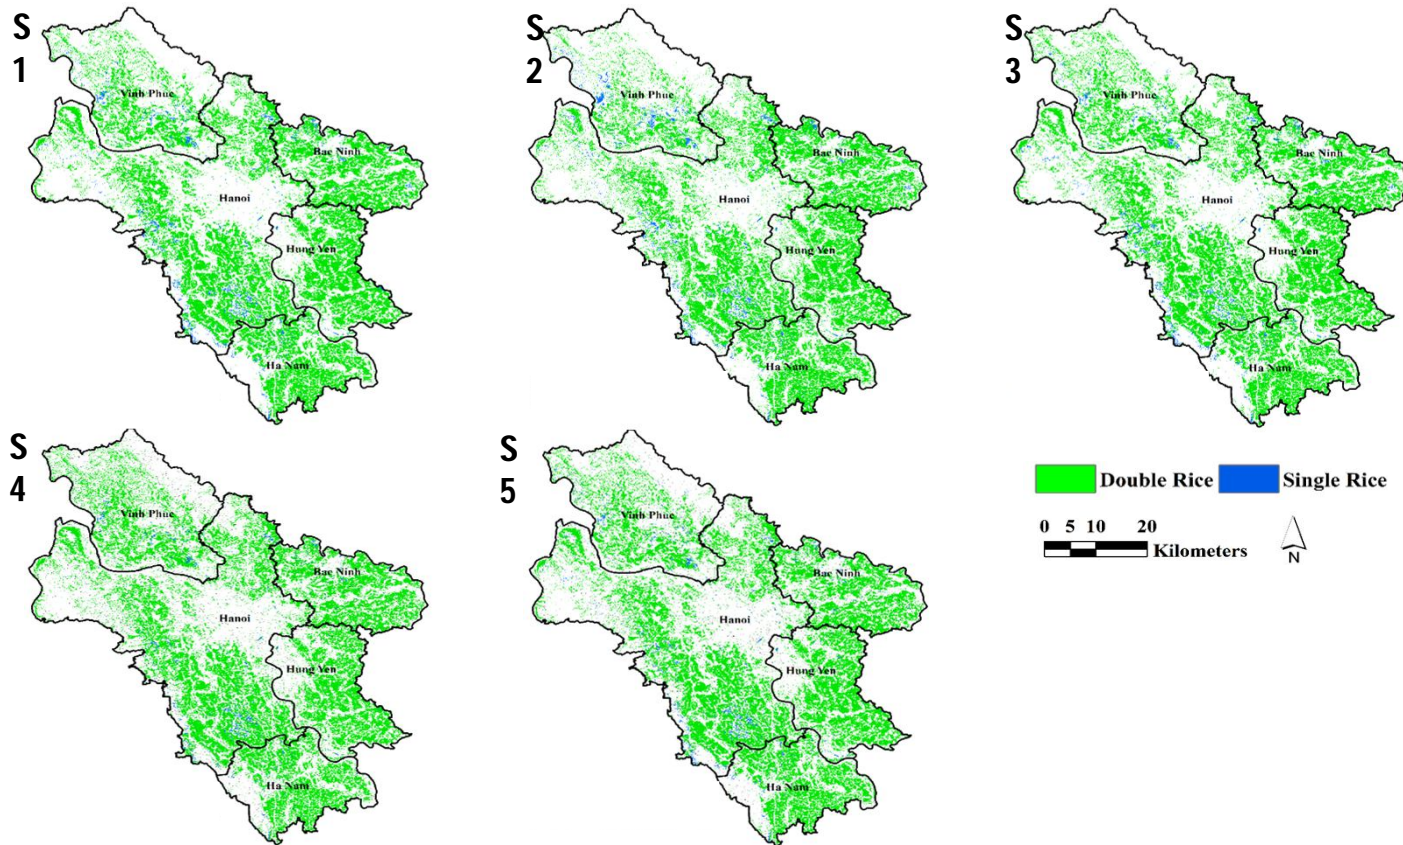 S
1
Vinh Phuc
Bac Ninh
Hanoi
Hung Yen
Ha Nam
S
2
Vinh Phuc
Bac Ninh
Hanoi
Hung Yen
Ha Nam
S
3
Vinh Phuc
Bac Ninh
Hanoi
Hung Yen
Ha Nam
S
4
Vinh Phuc
Bac Ninh
Hanoi
Hung Yen
Ha Nam
S
5
Vinh Phuc
Bac Ninh
Hanoi
Hung Yen
Ha Nam
Double Rice Single Rice
0 5 10 20
Kilometers
N